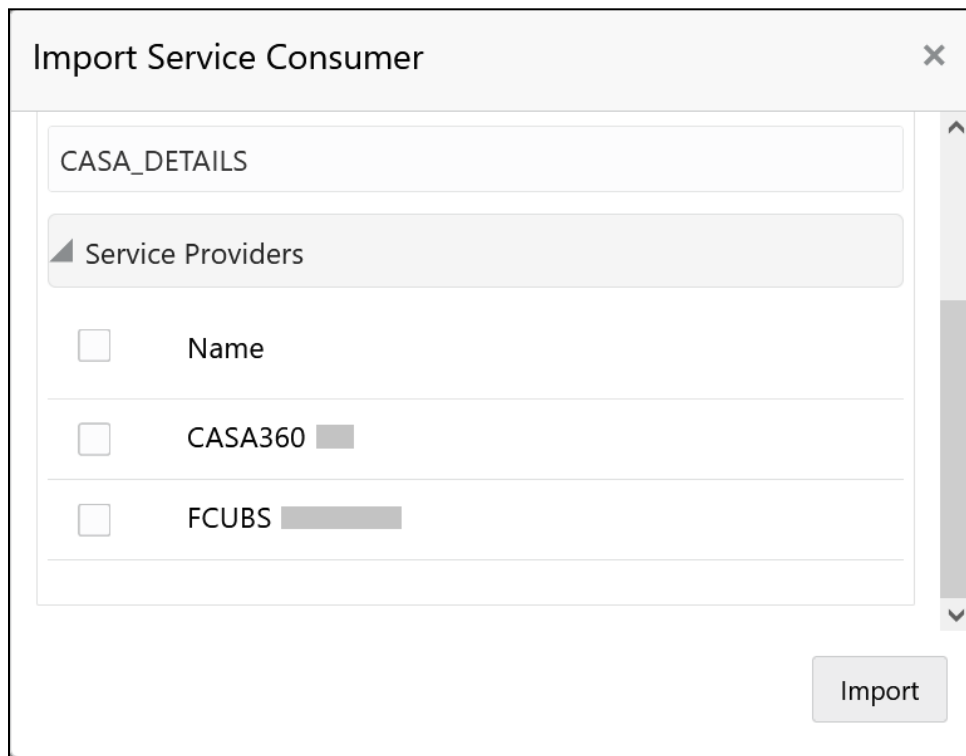 Import Service Consumer
CASA_DETAILS
Service Providers
Name
CASA360
FCUBS
Import